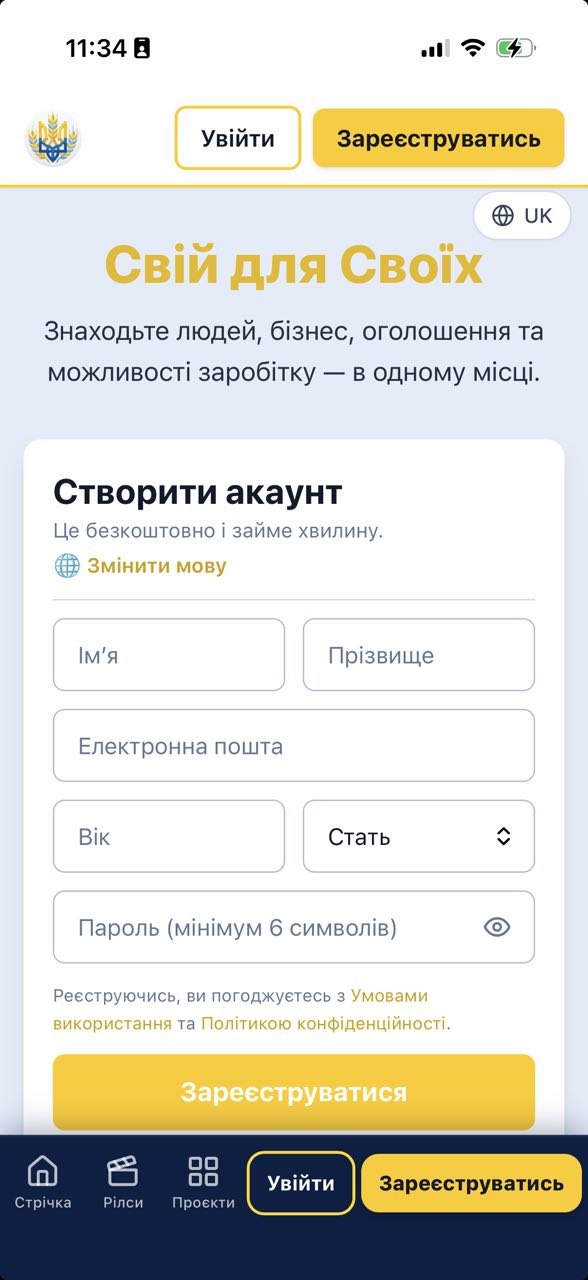 11:34
Увійти
Зареєструватись
UK
Свій для Своїх
Знаходьте людей, бізнес, оголошення та
можливості заробітку — в одному місці.
Створити акаунт
Це безкоштовно і займе хвилину.
Змінити мову
Ім’я
Прізвище
Електронна пошта
Вік
Стать
Пароль (мінімум 6 символів)
Реєструючись, ви погоджуєтесь з Умовами
використання та Політикою конфіденційності.
Зареєструватися
Стрічка
Рілси
Проєкти
Увійти
Зареєструватись